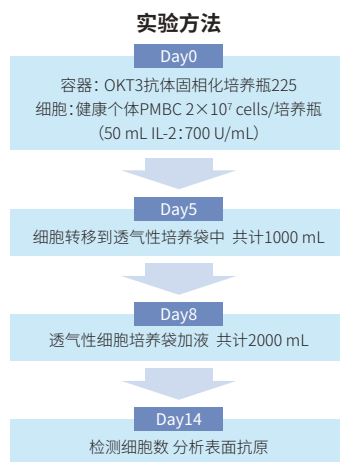 实验方法
Day0
容器：OKT3抗体固相化培养瓶225
细胞：健康个体PMBC 2×10⁷ cells/培养瓶
（50 mL IL-2：700 U/mL）
Day5
细胞转移到透气性培养袋中 共计1000 mL
Day8
透气性细胞培养袋加液 共计2000 mL
Day14
检测细胞数 分析表面抗原